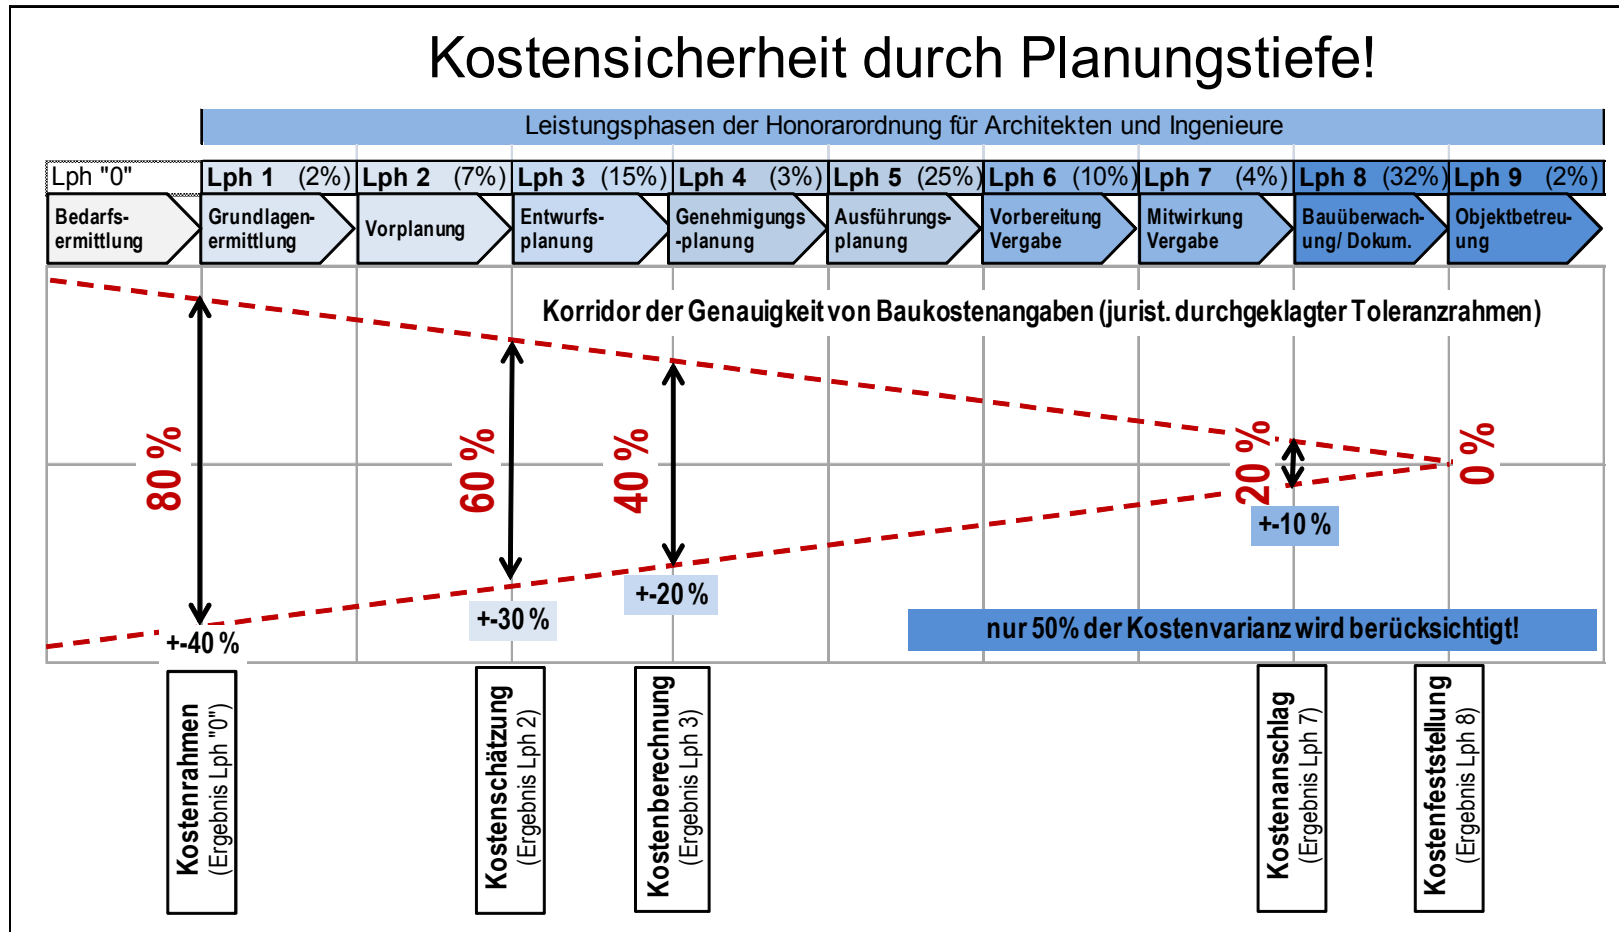 Kostensicherheit durch Planungstiefe!
Leistungsphasen der Honorarordnung für Architekten und Ingenieure
Lph "0"
Lph 1 (2%)
Lph 2 (7%)
Lph 3 (15%)
Lph 4 (3%)
Lph 5 (25%)
Lph 6 (10%)
Lph 7 (4%)
Lph 8 (32%)
Lph 9 (2%)
Bedarfs-
ermittlung
Grundlagen-
ermittlung
Vorplanung
Entwurfs-
planung
Genehmigungs
-planung
Ausführungs-
planung
Vorbereitung
Vergabe
Mitwirkung
Vergabe
Bauüberwach-
ung/ Dokum.
Objektbetreu-
ung
Korridor der Genauigkeit von Baukostenangaben (jurist. durchgeklagter Toleranzrahmen)
80 %
60 %
40 %
20 %
0 %
+-40 %
+-30 %
+-20 %
+-10 %
nur 50% der Kostenvarianz wird berücksichtigt!
Kostenrahmen
(Ergebnis Lph "0")
Kostenschätzung
(Ergebnis Lph 2)
Kostenberechnung
(Ergebnis Lph 3)
Kostenanschlag
(Ergebnis Lph 7)
Kostenfeststellung
(Ergebnis Lph 8)